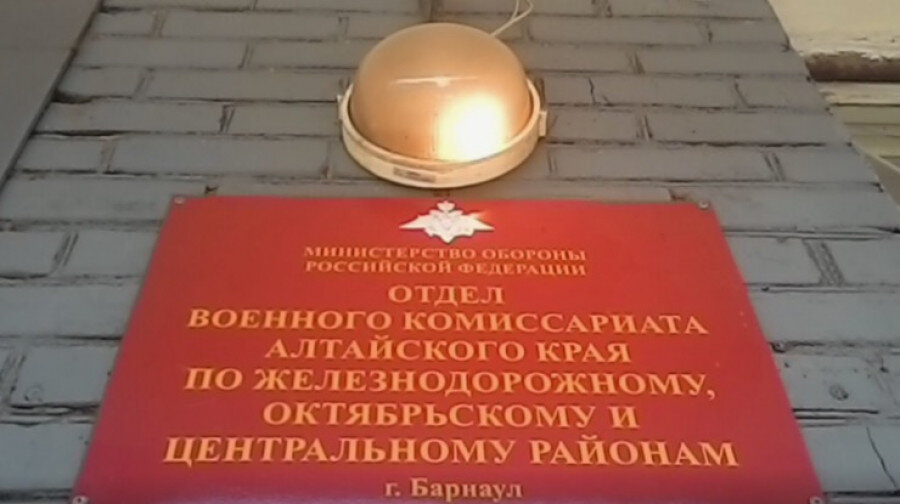 МИНИСТЕРСТВО ОБОРОНЫ
РОССИЙСКОЙ ФЕДЕРАЦИИ
ОТДЕЛ
ВОЕННОГО КОМИССАРИАТА
АЛТАЙСКОГО КРАЯ
ПО ЖЕЛЕЗНОДОРОЖНОМУ,
ОКТЯБРЬСКОМУ И
ЦЕНТРАЛЬНОМУ РАЙОНАМ
г. Барнаул